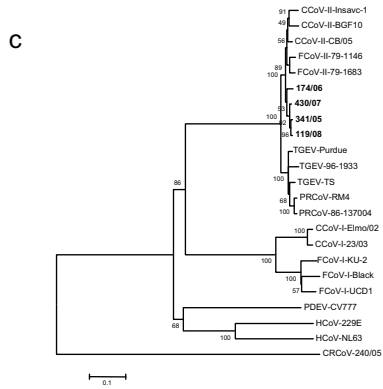 C
CCoV-II-Insavc-1
91
49
CCoV-II-BGF10
56
CCoV-II-CB/05
FCoV-II-79-1146
89
FCoV-II-79-1683
100
174/06
430/07
53
100
341/05
92
119/08
96
TGEV-Purdue
TGEV-96-1933
100
TGEV-TS
PRCoV-RM4
68
PRCoV-86-137004
100
86
CCoV-I-Elmo/02
100
CCoV-I-23/03
100
FCoV-I-KU-2
100
FCoV-I-Black
57
FCoV-I-UCD1
PDEV-CV777
68
HCoV-229E
100
HCoV-NL63
CRCoV-240/05
0.1